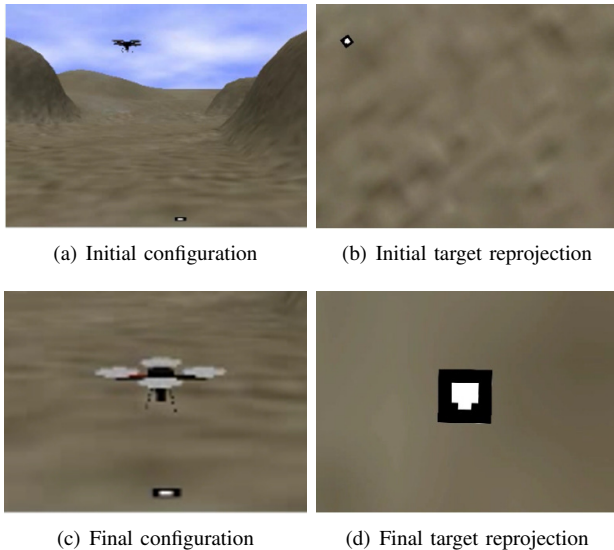 (a) Initial configuration
(b) Initial target reprojection
(c) Final configuration
(d) Final target reprojection